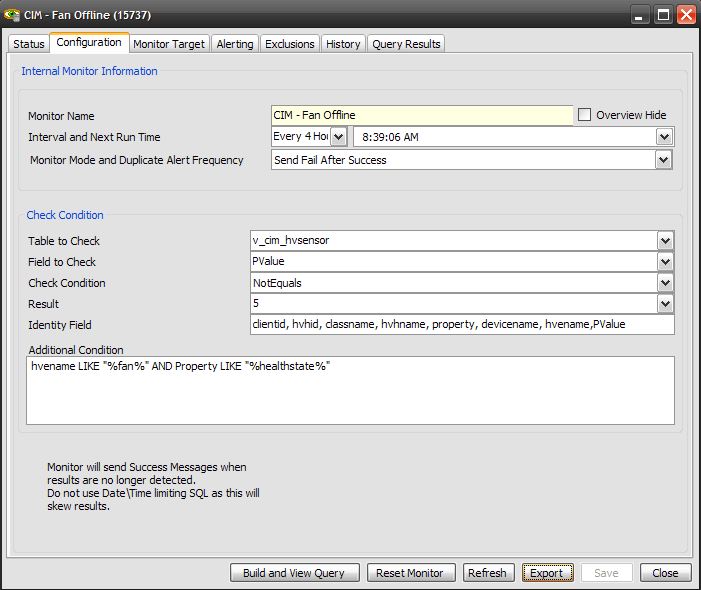 CIM - Fan Offline (15737)
Status Configuration Monitor Target Alerting Exclusions History Query Results
Internal Monitor Information
Monitor Name CIM - Fan Offline Overview Hide
Interval and Next Run Time Every 4 Hou 8:39:06 AM
Monitor Mode and Duplicate Alert Frequency Send Fail After Success
Check Condition
Table to Check v_cim_hvsensor
Field to Check PValue
Check Condition NotEquals
Result 5
Identity Field clientid, hvhid, classname, hvhname, property, devicename, hvename,PValue
Additional Condition
hvename LIKE "%fan%" AND Property LIKE "%healthstate%"
Monitor will send Success Messages when
results are no longer detected.
Do not use Date\Time limiting SQL as this will
skew results.
Build and View Query Reset Monitor Refresh Export Save Close